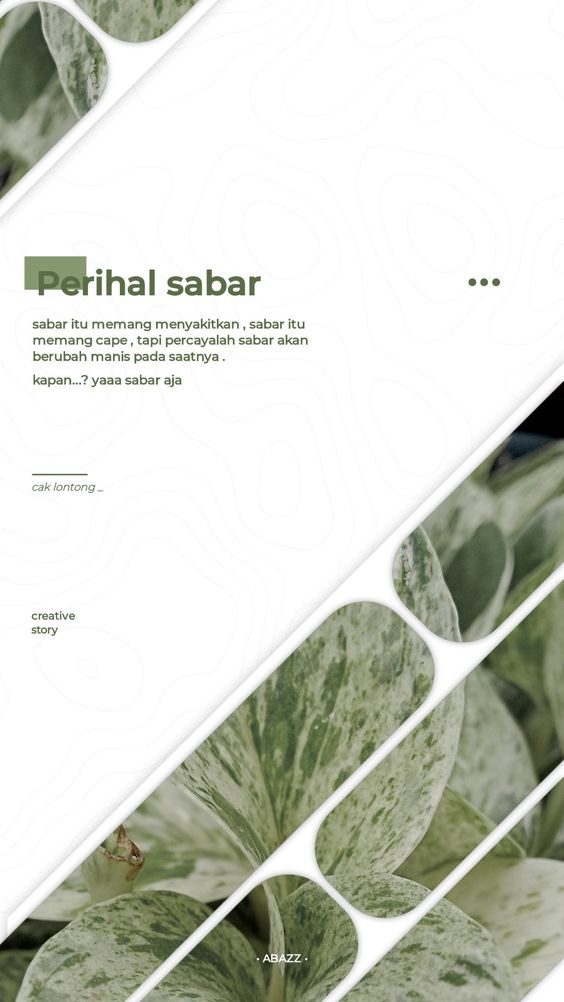 Perihal sabar
sabar itu memang menyakitkan , sabar itu
memang cape , tapi percayalah sabar akan
berubah manis pada saatnya .
kapan...? yaaa sabar aja
cak lontong _
creative
story
· ABAZZ ·